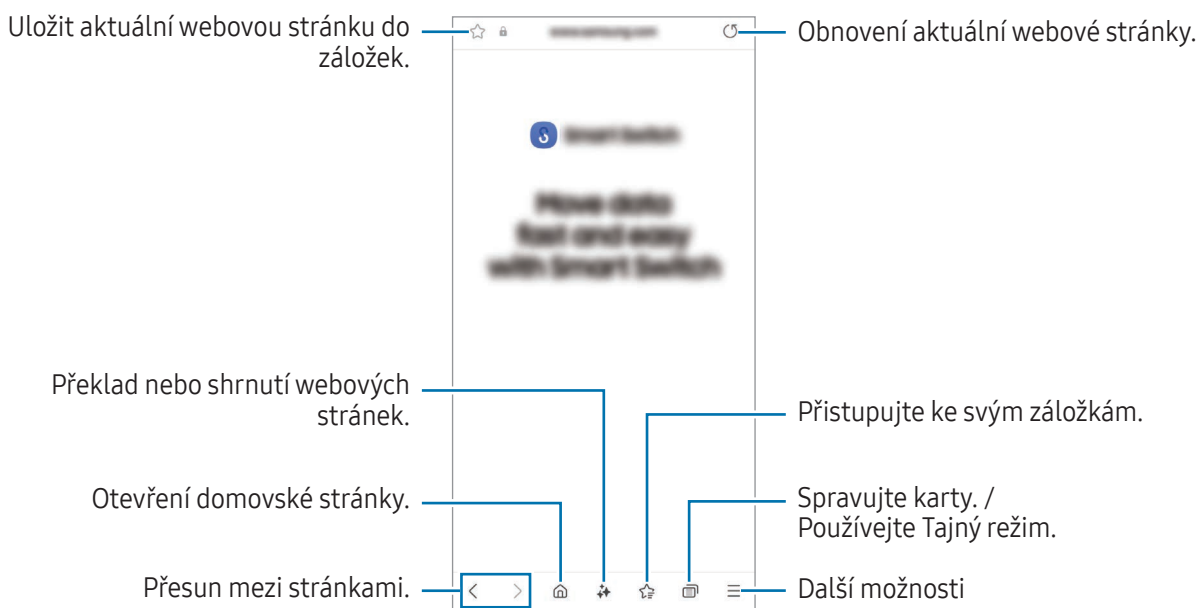 Uložit aktuální webovou stránku do
záložek.
Obnovení aktuální webové stránky.
Překlad nebo shrnutí webových
stránek.
Přistupujte ke svým záložkám.
Otevření domovské stránky.
Spravujte karty. /
Používejte Tajný režim.
Přesun mezi stránkami.
Další možnosti